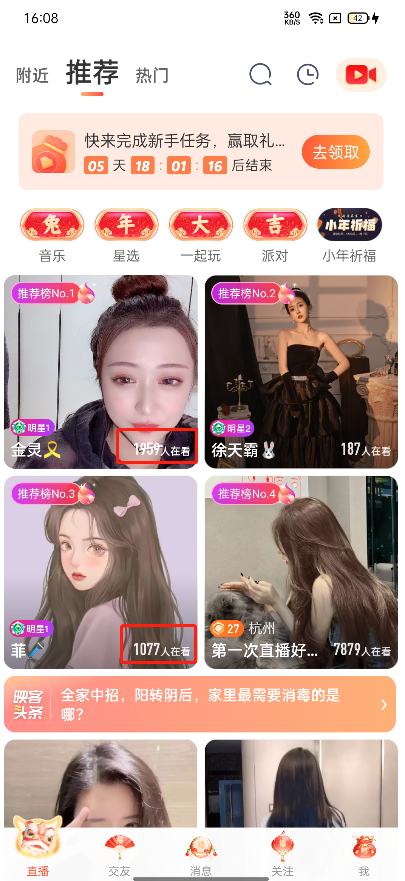 16:08
360 KB/S
42
附近 推荐 热门
快来完成新手任务，赢取礼...
05 天 18 : 01 : 16 后结束
去领取
兔 年 大 吉 小年祈福
音乐 星选 一起玩 派对 小年祈福
推荐榜No.1
明星1
金灵🎗
1959人在看
推荐榜No.2
明星2
徐天霸🐰
187人在看
推荐榜No.3
明星1
菲
1077人在看
推荐榜No.4
27 杭州
第一次直播好...
7879人在看
映客
头条
全家中招，阳转阴后，家里最需要消毒的是
哪？
直播 交友 消息 关注 我